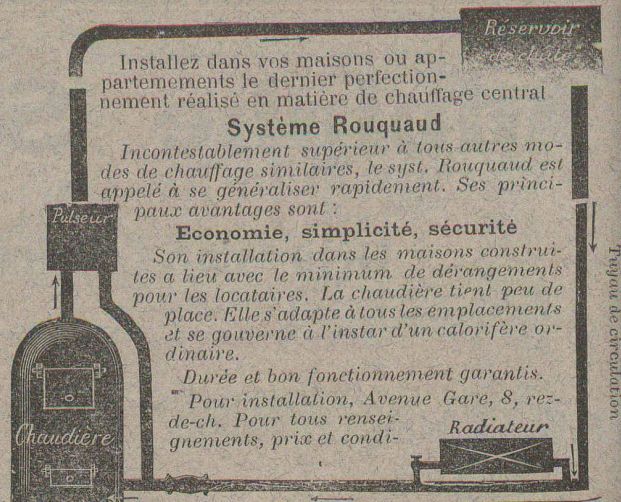 Réservoir
de chute
Installez dans vos maisons ou ap-
partemements le dernier perfection-
nement réalisé en matière de chauffage central
Système Rouquaud
Incontestablement supérieur à tous autres mo-
des de chauffage similaires, le syst. Rouquaud est
appelé à se généraliser rapidement. Ses princi-
paux avantages sont :
Pulseur
Economie, simplicité, sécurité
Son installation dans les maisons construi-
tes a lieu avec le minimum de dérangements
pour les locataires. La chaudière tient peu de
place. Elle s'adapte à tous les emplacements
et se gouverne à l'instar d'un calorifère or-
dinaire.
Durée et bon fonctionnement garantis.
Pour installation, Avenue Gare, 8, rez-
de-ch. Pour tous rensei-
gnements, prix et condi-
Chaudière
Radiateur
Tuyau de circulation